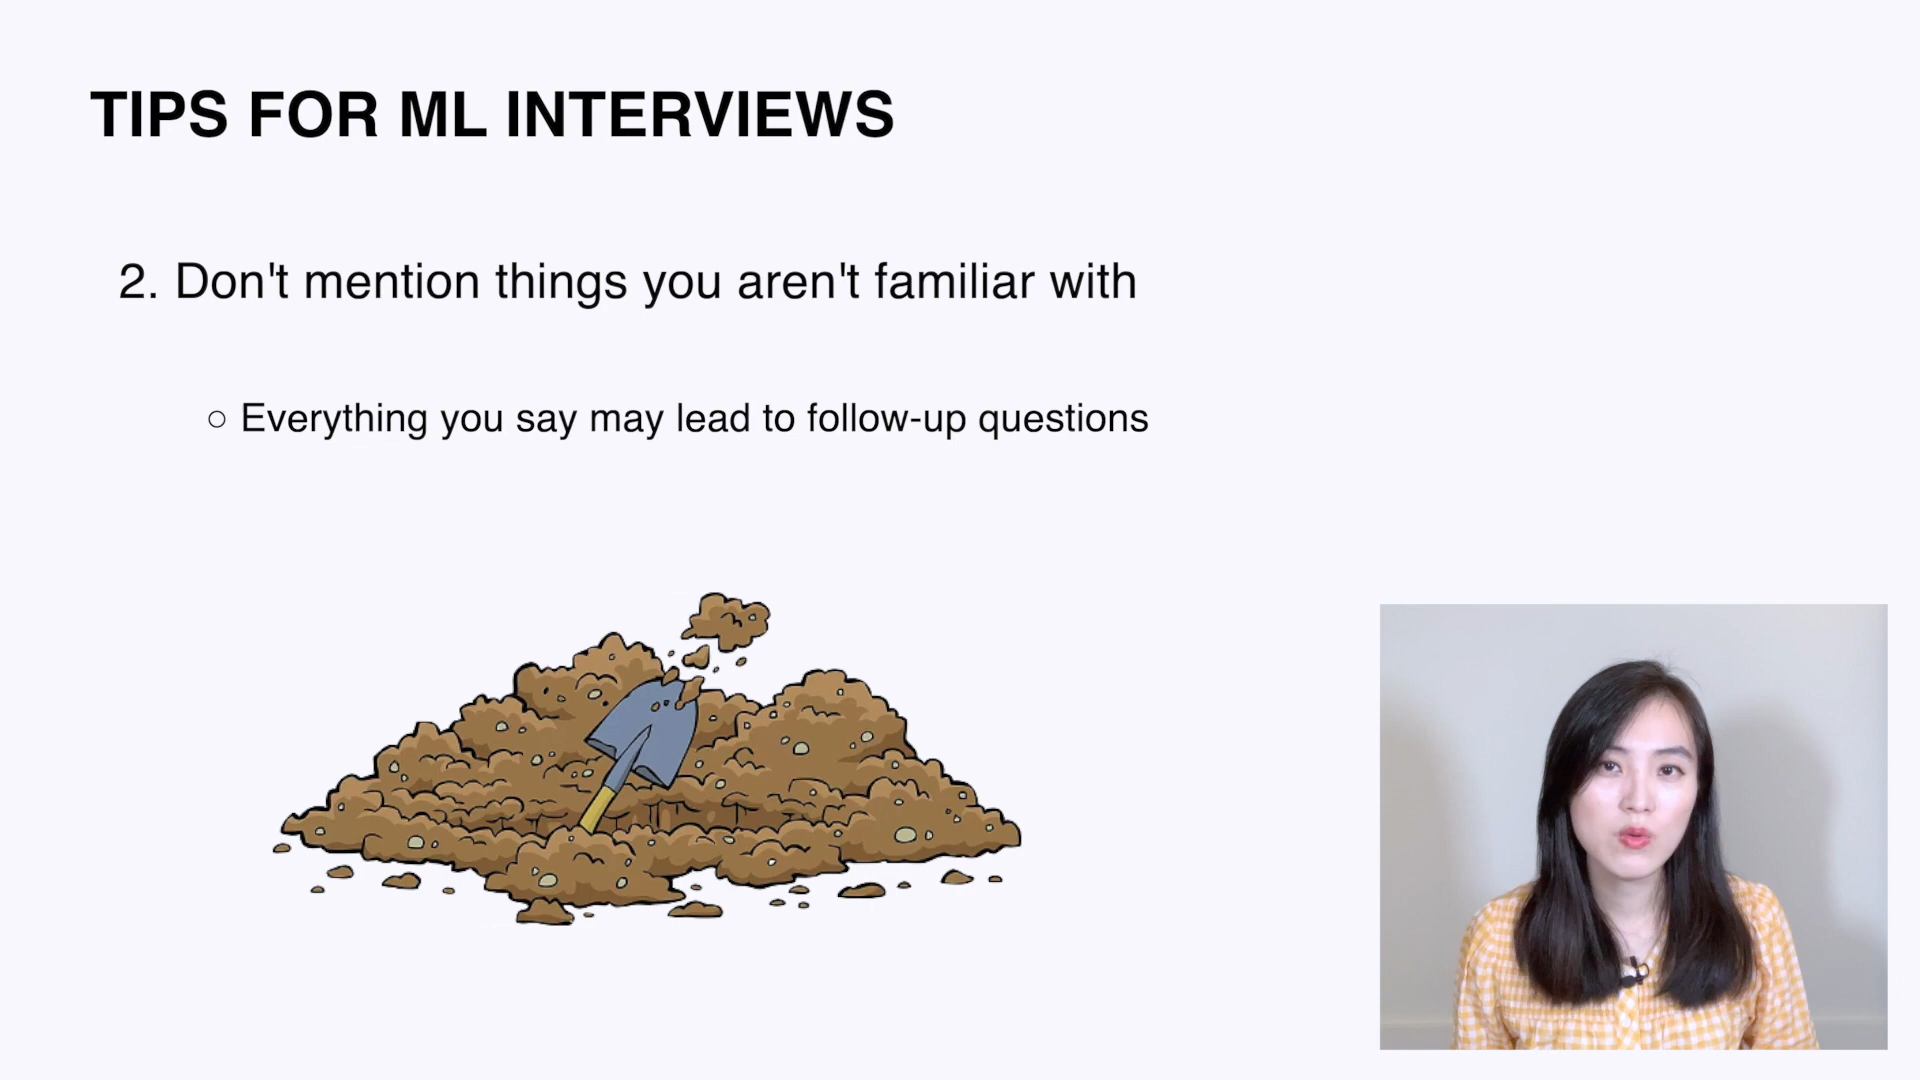 TIPS FOR ML INTERVIEWS
2. Don't mention things you aren't familiar with
○ Everything you say may lead to follow-up questions